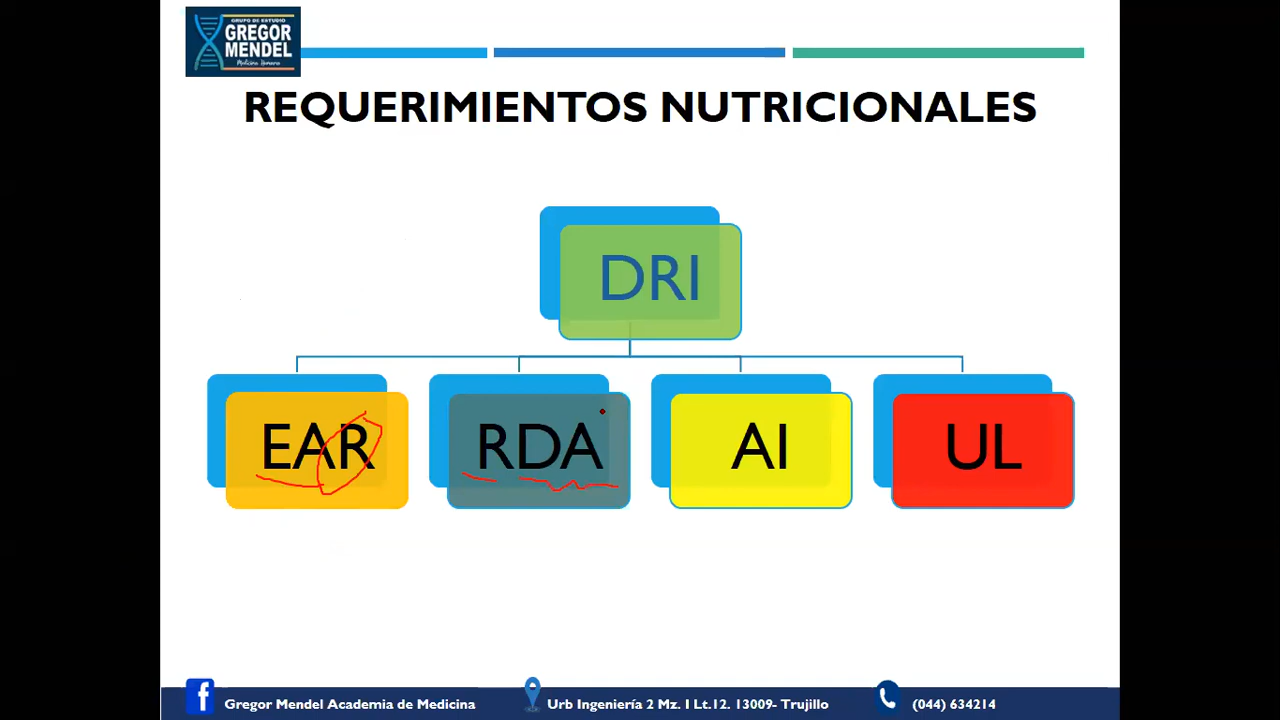 GRUPO DE ESTUDIO
GREGOR
MENDEL
Medicina Humana
REQUERIMIENTOS NUTRICIONALES
DRI
EAR
RDA
AI
UL
Gregor Mendel Academia de Medicina
Urb Ingeniería 2 Mz. I Lt.12. 13009- Trujillo
(044) 634214